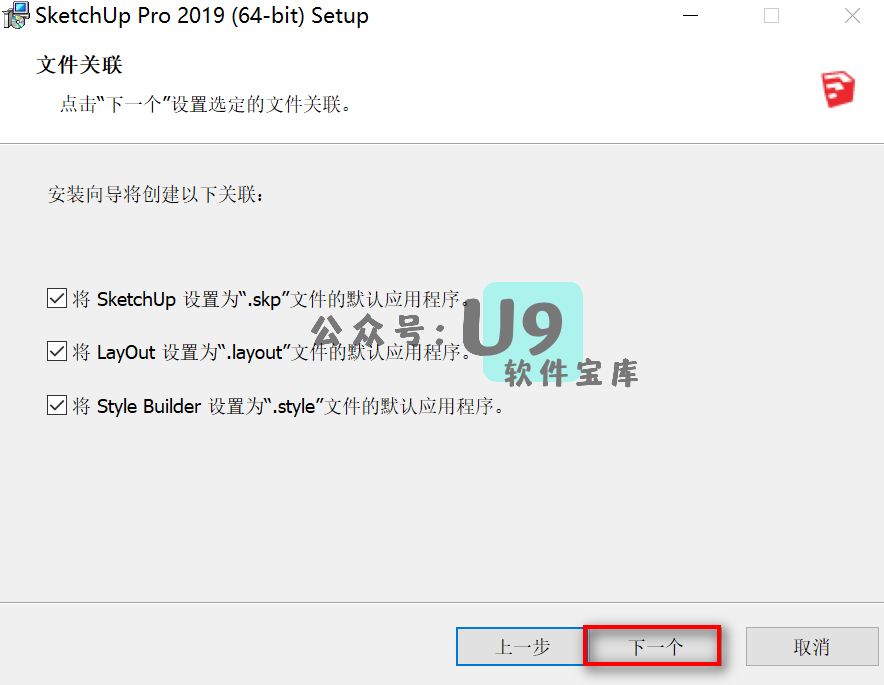 SketchUp Pro 2019 (64-bit) Setup
文件关联
点击“下一个”设置选定的文件关联。
安装向导将创建以下关联：
将 SketchUp 设置为“.skp”文件的默认应用程序。
公众号：U9
软件宝库
将 LayOut 设置为“.layout”文件的默认应用程序。
将 Style Builder 设置为“.style”文件的默认应用程序。
上一步
下一个
取消